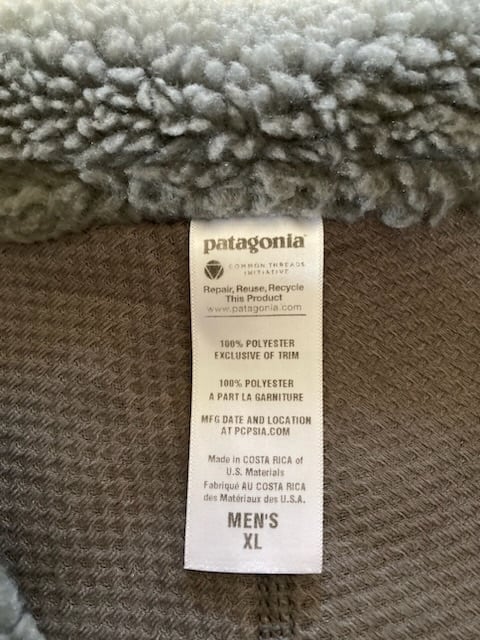 patagonia
COMMON THREADS
INITIATIVE
Repair, Reuse, Recycle
This Product
www.patagonia.com
100% POLYESTER
EXCLUSIVE OF TRIM
100% POLYESTER
A PART LA GARNITURE
MFG DATE AND LOCATION
AT PCPSIA.COM
Made in COSTA RICA of
U.S. Materials
Fabriqué AU COSTA RICA
des Matériaux des U.S.A.
MEN'S
XL